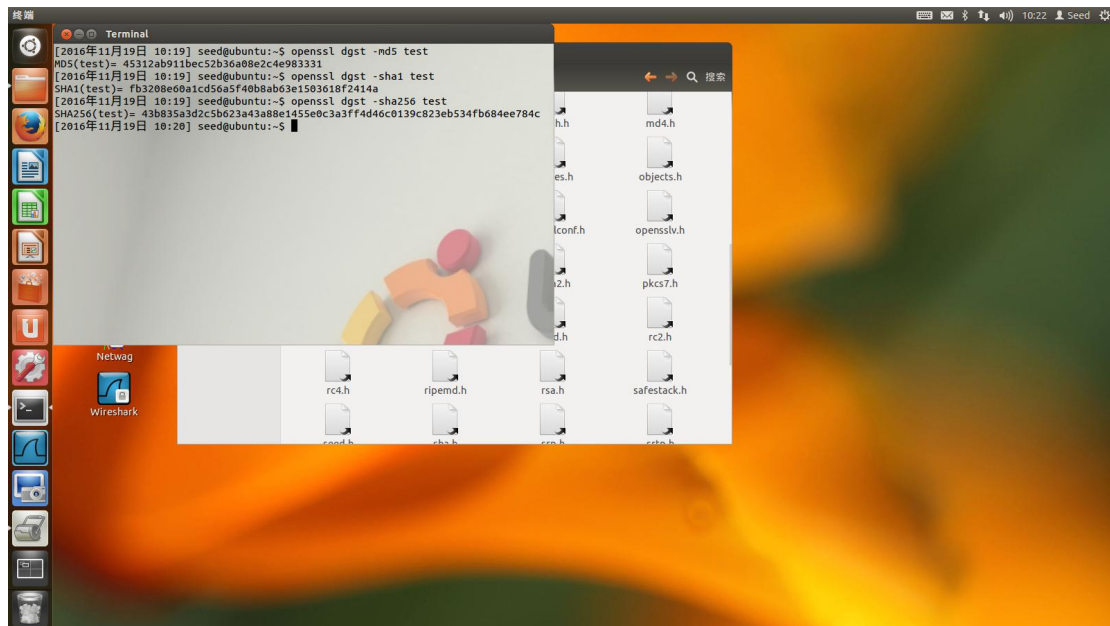 终端
10:22
Seed
Terminal
[2016年11月19日 10:19] seed@ubuntu:~$ openssl dgst -md5 test
MD5(test)= 45312ab911bec52b36a08e2c4e983331
[2016年11月19日 10:19] seed@ubuntu:~$ openssl dgst -sha1 test
SHA1(test)= fb3208e60a1cd56a5f40b8ab63e1503618f2414a
[2016年11月19日 10:19] seed@ubuntu:~$ openssl dgst -sha256 test
SHA256(test)= 43b835a3d2c5b623a43a88e1455e0c3a3ff4d46c0139c823eb534fb684ee784c
[2016年11月19日 10:20] seed@ubuntu:~$
搜索
h.h
md4.h
es.h
objects.h
lconf.h
opensslv.h
2.h
pkcs7.h
d.h
rc2.h
Netwag
Wireshark
rc4.h
ripemd.h
rsa.h
safestack.h